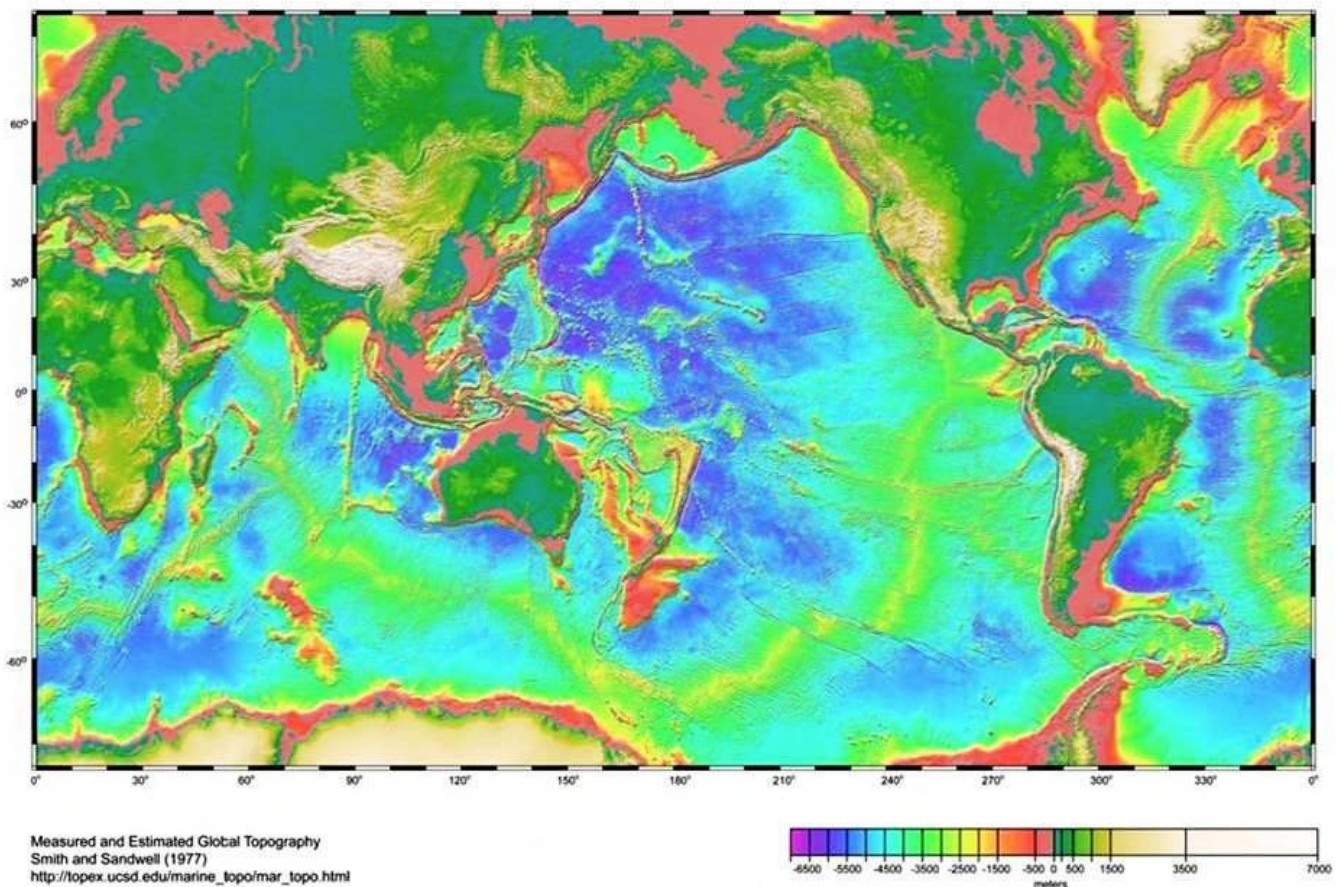 60°
30°
0°
-30°
-60°
0° 30° 60° 90° 120° 150° 180° 210° 240° 270° 300° 330° 0°
Measured and Estimated Global Topography
Smith and Sandwell (1977)
http://topex.ucsd.edu/marine_topo/mar_topo.html
-6500 -5500 -4500 -3500 -2500 -1500 -500 0 500 1500 3500 7000
meters